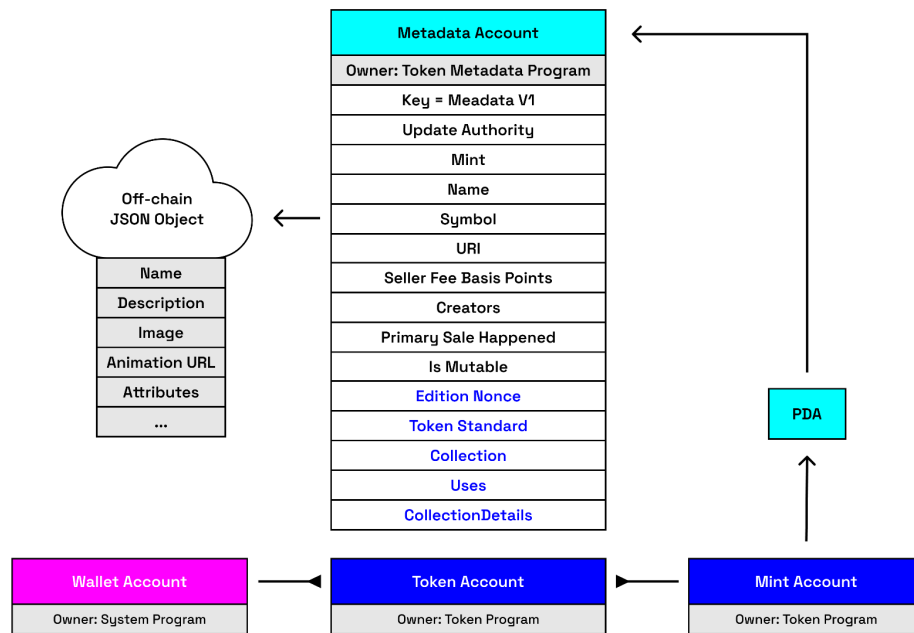 Metadata Account
Owner: Token Metadata Program
Key = Meadata V1
Update Authority
Mint
Name
Symbol
URI
Seller Fee Basis Points
Creators
Primary Sale Happened
Is Mutable
Edition Nonce
Token Standard
Collection
Uses
CollectionDetails
Off-chain
JSON Object
Name
Description
Image
Animation URL
Attributes
...
PDA
Wallet Account
Owner: System Program
Token Account
Owner: Token Program
Mint Account
Owner: Token Program